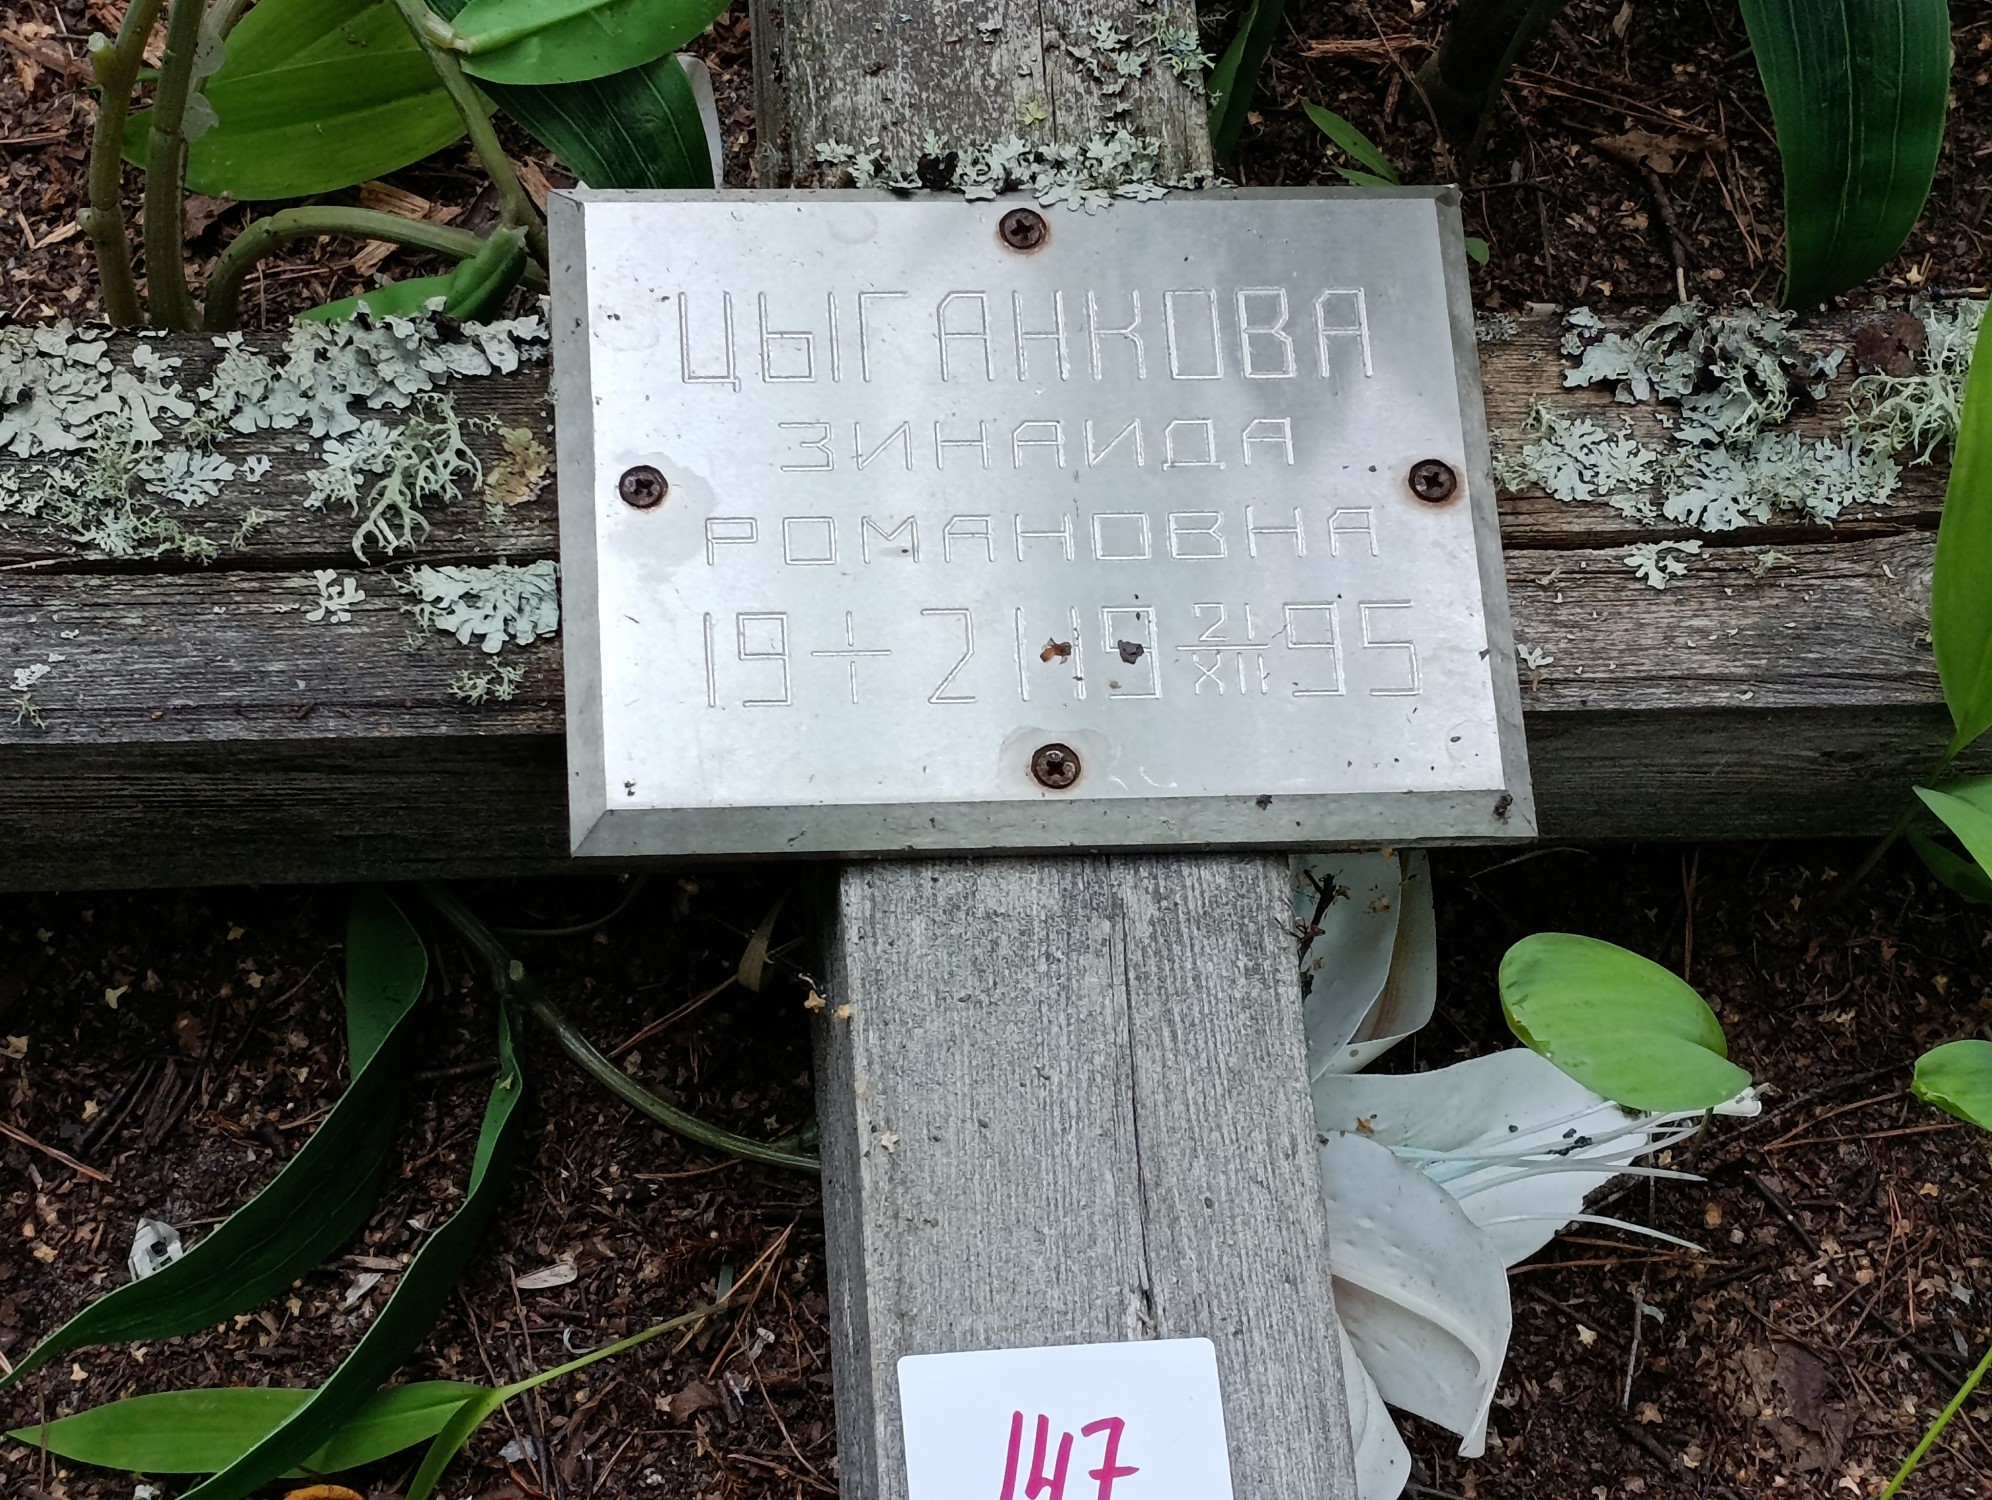 ЦЫГАНКОВА
ЗИНАИДА
РОМАНОВНА
19 I/I 21 19 21/XII 95
147